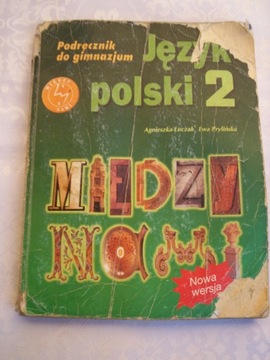 Podręcznik
do gimnazjum
Język
polski 2
Agnieszka Łuczak, Ewa Prylińska
MIĘDZY
NAMI
Nowa
wersja